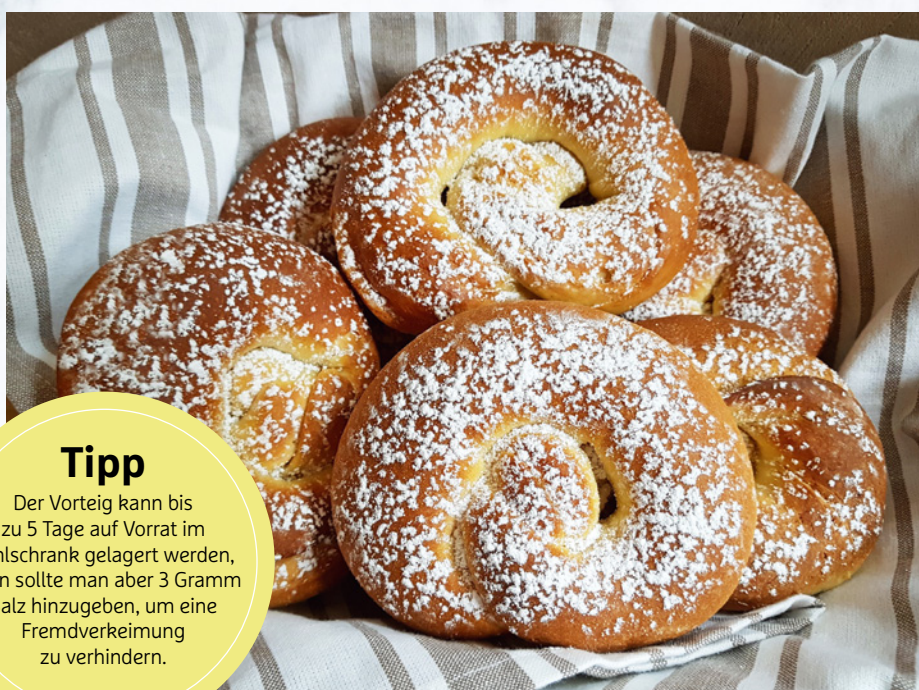 Tipp
Der Vorteig kann bis
zu 5 Tage auf Vorrat im
gelagert werden,
sollte man aber 3 Gramm
hinzugeben, um eine
Fremdverkeimung
zu verhindern.